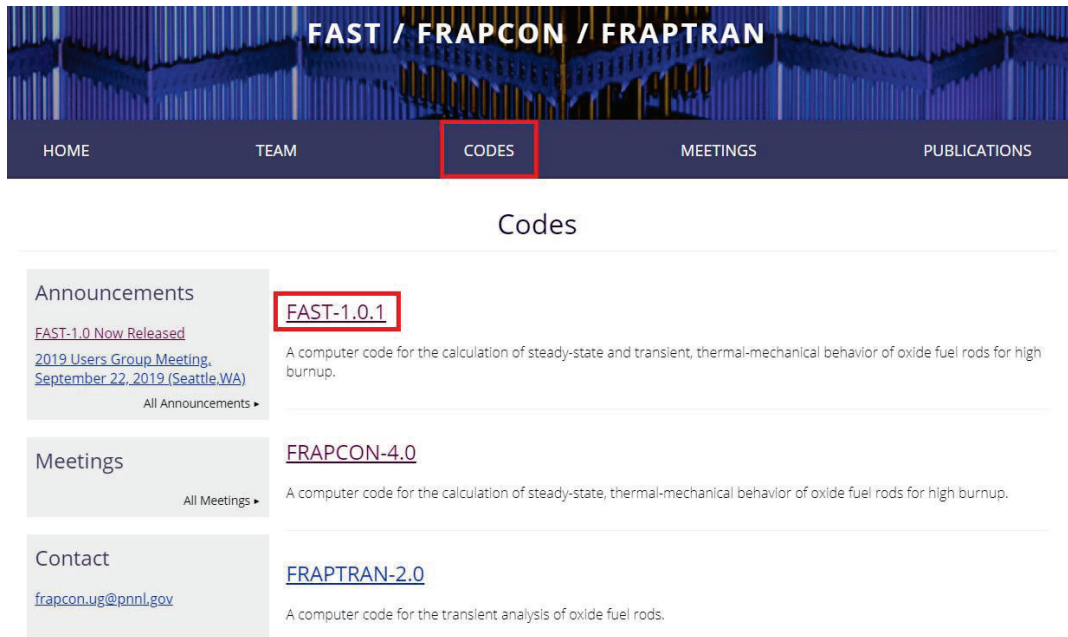 FAST / FRAPCON / FRAPTRAN
HOME TEAM CODES MEETINGS PUBLICATIONS
Codes
Announcements
FAST-1.0 Now Released
2019 Users Group Meeting,
September 22, 2019 (Seattle,WA)
All Announcements ▸
Meetings
All Meetings ▸
Contact
frapcon.ug@pnnl.gov
FAST-1.0.1
A computer code for the calculation of steady-state and transient, thermal-mechanical behavior of oxide fuel rods for high
burnup.
FRAPCON-4.0
A computer code for the calculation of steady-state, thermal-mechanical behavior of oxide fuel rods for high burnup.
FRAPTRAN-2.0
A computer code for the transient analysis of oxide fuel rods.